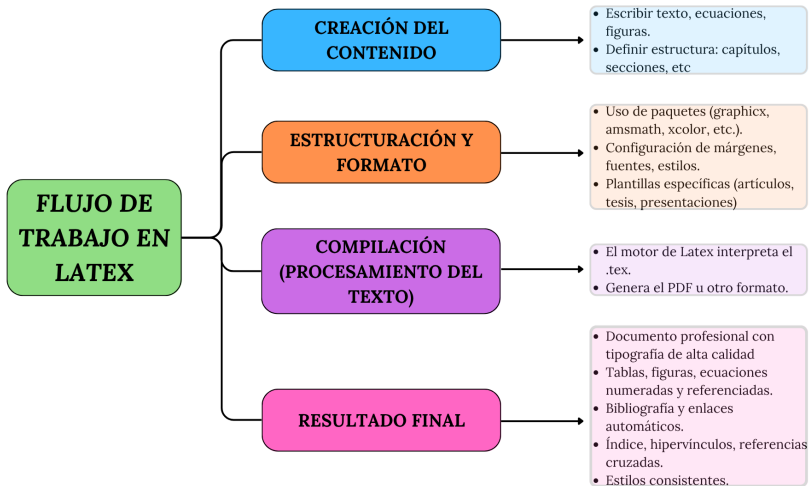 FLUJO DE
TRABAJO EN
LATEX
CREACIÓN DEL
CONTENIDO
• Escribir texto, ecuaciones,
figuras.
• Definir estructura: capítulos,
secciones, etc
ESTRUCTURACIÓN Y
FORMATO
• Uso de paquetes (graphicx,
amsmath, xcolor, etc.).
• Configuración de márgenes,
fuentes, estilos.
• Plantillas específicas (artículos,
tesis, presentaciones)
COMPILACIÓN
(PROCESAMIENTO DEL
TEXTO)
• El motor de Latex interpreta el
.tex.
• Genera el PDF u otro formato.
RESULTADO FINAL
• Documento profesional con
tipografía de alta calidad
• Tablas, figuras, ecuaciones
numeradas y referenciadas.
• Bibliografía y enlaces
automáticos.
• Índice, hipervínculos, referencias
cruzadas.
• Estilos consistentes.